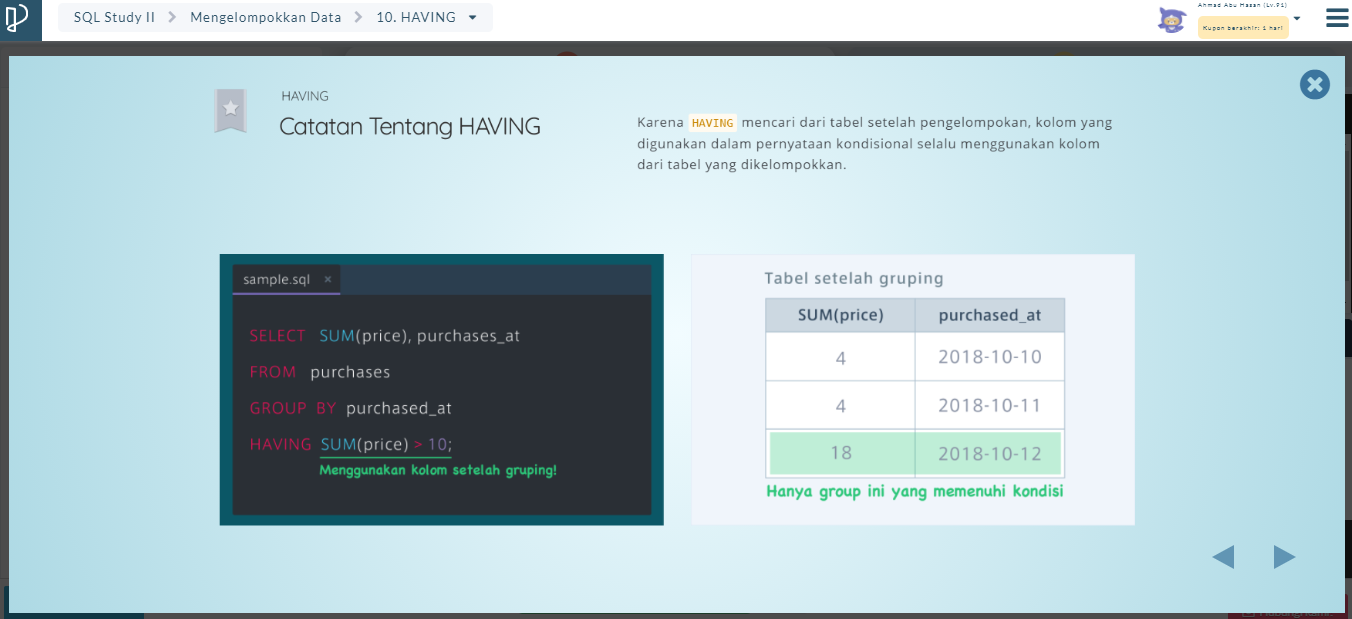 SQL Study II
Mengelompokkan Data
10. HAVING
Ahmad Abu Hasan (Lv.91)
Kupon berakhir: 1 hari
HAVING
Catatan Tentang HAVING
Karena HAVING mencari dari tabel setelah pengelompokan, kolom yang
digunakan dalam pernyataan kondisional selalu menggunakan kolom
dari tabel yang dikelompokkan.
sample.sql ×
SELECT SUM(price), purchases_at
FROM purchases
GROUP BY purchased_at
HAVING SUM(price) > 10;
Menggunakan kolom setelah gruping!
Tabel setelah gruping
SUM(price) purchased_at
4 2018-10-10
4 2018-10-11
18 2018-10-12
Hanya group ini yang memenuhi kondisi